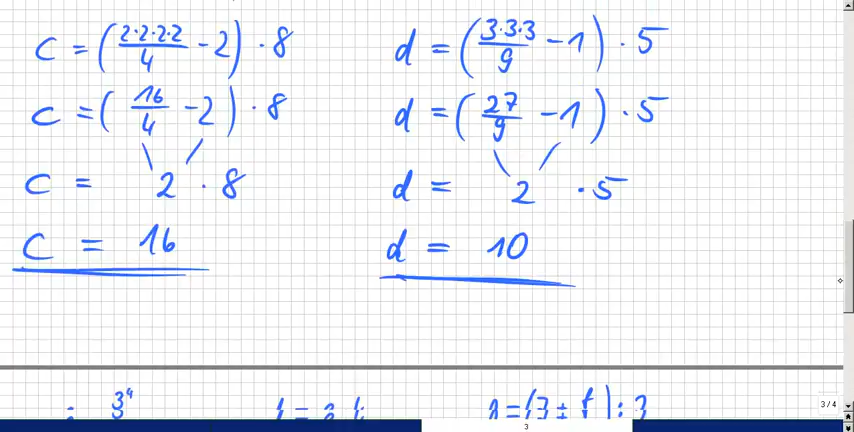 c = (2·2·2·2/4 - 2) · 8
c = (16/4 - 2) · 8
c = 2 · 8
c = 16
d = (3·3·3/9 - 1) · 5
d = (27/9 - 1) · 5
d = 2 · 5
d = 10
3⁴
3 / 4
3